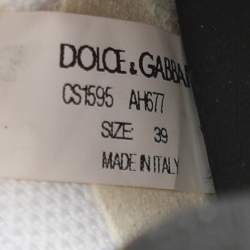 DOLCE & GABBA
CS1595 AH677
SIZE: 39
MADE IN ITALY